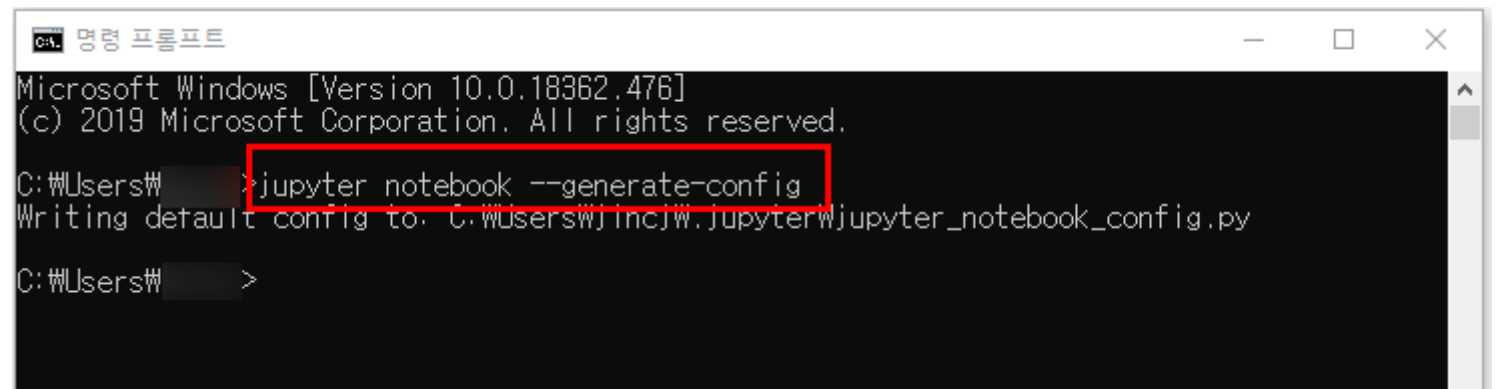 명령 프롬프트
Microsoft Windows [Version 10.0.18362.476]
(c) 2019 Microsoft Corporation. All rights reserved.
C:₩Users₩ >jupyter notebook --generate-config
Writing default config to: C:₩Users₩jincj₩.jupyter₩jupyter_notebook_config.py
C:₩Users₩ >